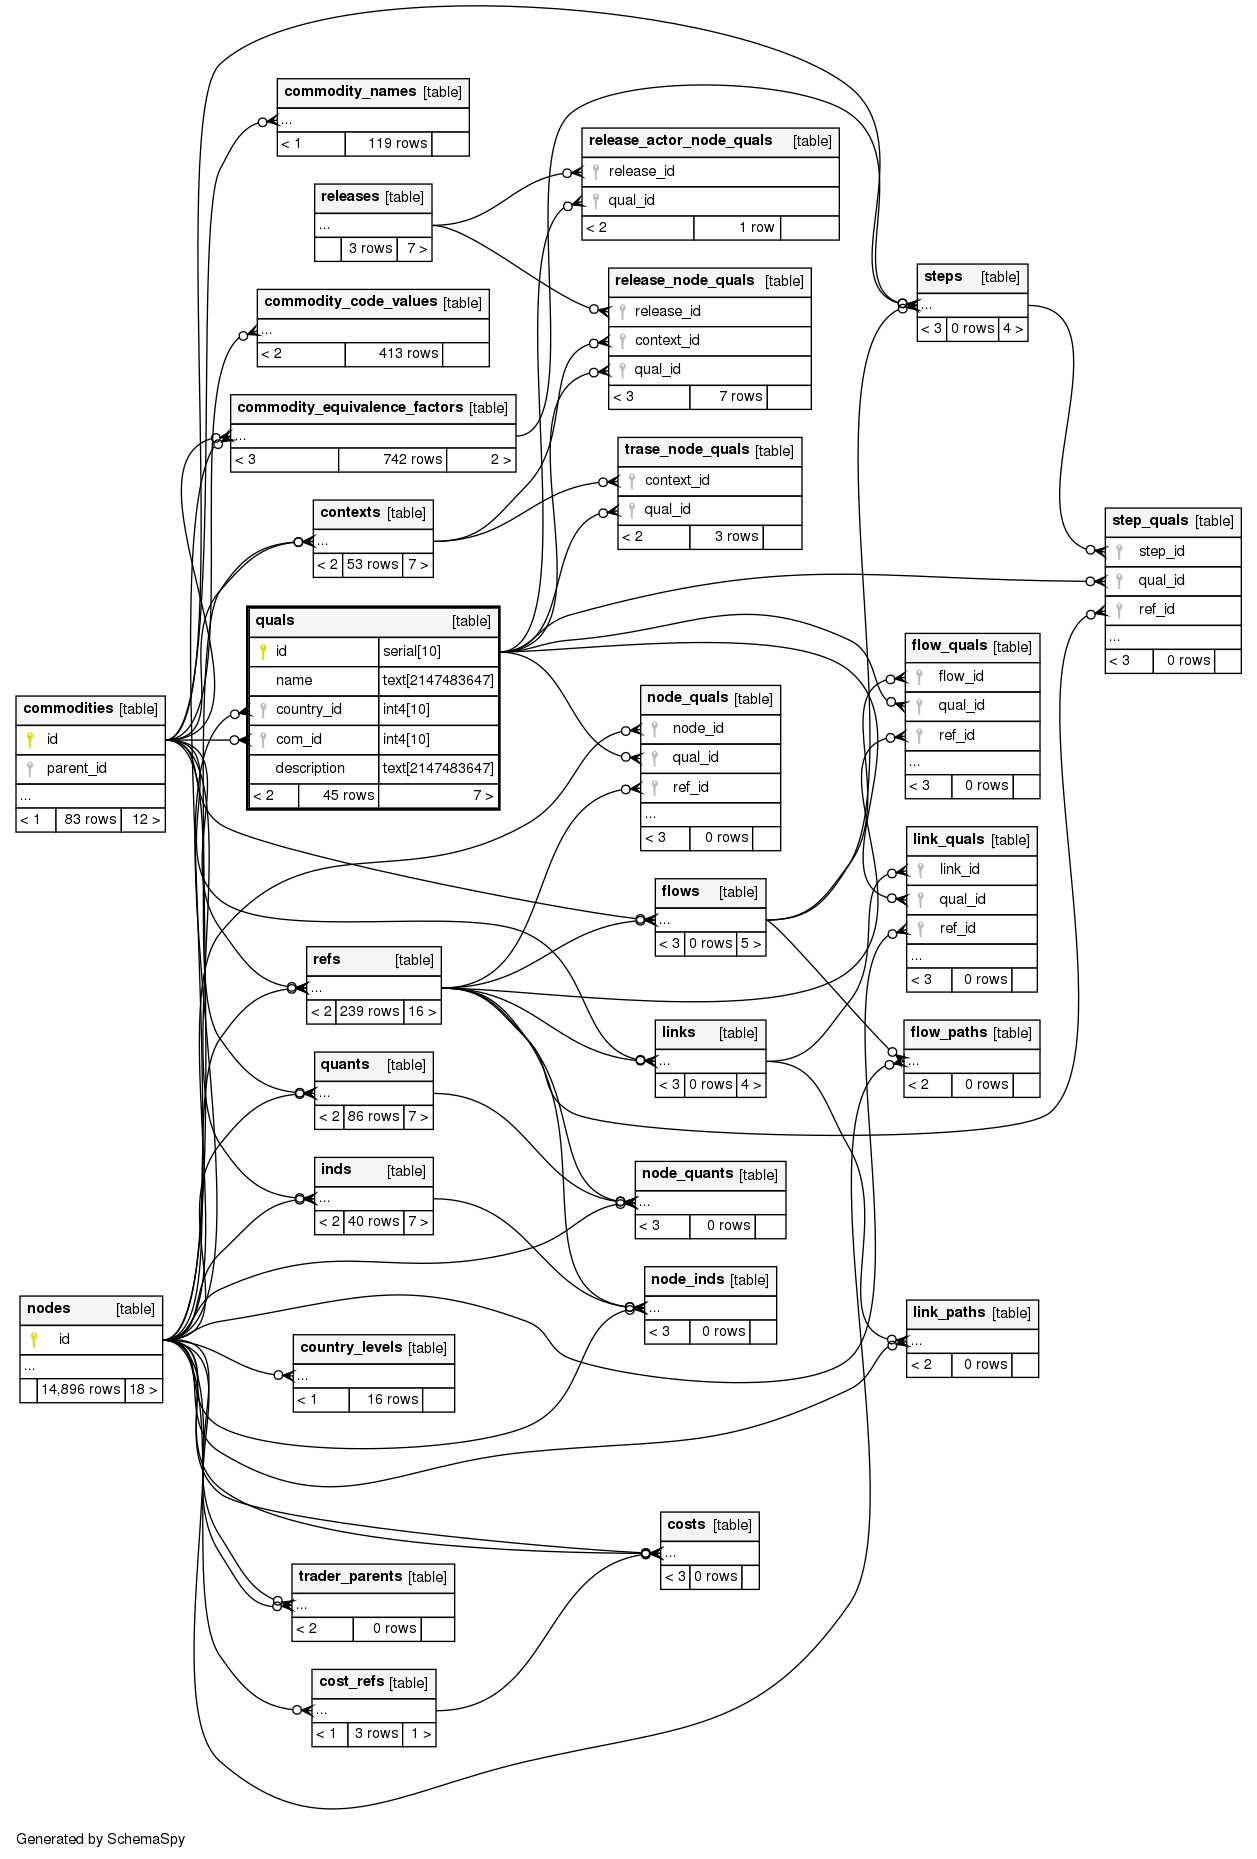 commodity_names [table]
...
< 1 119 rows
releases [table]
...
3 rows 7 >
commodity_code_values [table]
...
< 2 413 rows
commodity_equivalence_factors [table]
...
< 3 742 rows 2 >
contexts [table]
...
< 2 53 rows 7 >
quals [table]
id serial[10]
name text[2147483647]
country_id int4[10]
com_id int4[10]
description text[2147483647]
< 2 45 rows 7 >
commodities [table]
id
parent_id
...
< 1 83 rows 12 >
release_actor_node_quals [table]
release_id
qual_id
< 2 1 row
release_node_quals [table]
release_id
context_id
qual_id
< 3 7 rows
trase_node_quals [table]
context_id
qual_id
< 2 3 rows
steps [table]
...
< 3 0 rows 4 >
step_quals [table]
step_id
qual_id
ref_id
...
< 3 0 rows
flow_quals [table]
flow_id
qual_id
ref_id
...
< 3 0 rows
node_quals [table]
node_id
qual_id
ref_id
...
< 3 0 rows
link_quals [table]
link_id
qual_id
ref_id
...
< 3 0 rows
flows [table]
...
< 3 0 rows 5 >
refs [table]
...
< 2 239 rows 16 >
links [table]
...
< 3 0 rows 4 >
flow_paths [table]
...
< 2 0 rows
quants [table]
...
< 2 86 rows 7 >
inds [table]
...
< 2 40 rows 7 >
node_quants [table]
...
< 3 0 rows
node_inds [table]
...
< 3 0 rows
nodes [table]
id
...
14,896 rows 18 >
country_levels [table]
...
< 1 16 rows
link_paths [table]
...
< 2 0 rows
costs [table]
...
< 3 0 rows
trader_parents [table]
...
< 2 0 rows
cost_refs [table]
...
< 1 3 rows 1 >
Generated by SchemaSpy